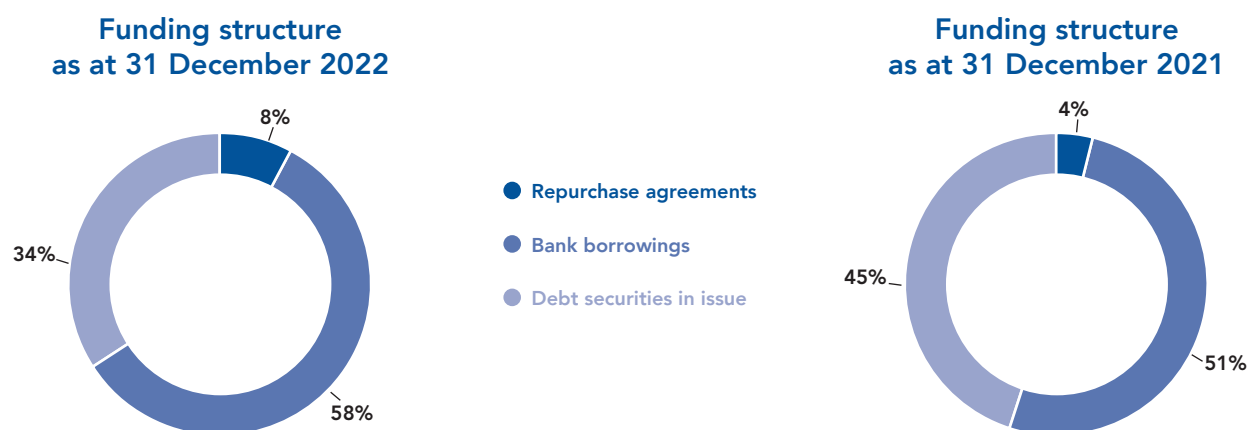 Funding structure
as at 31 December 2022
8%
34%
58%
Repurchase agreements
Bank borrowings
Debt securities in issue
Funding structure
as at 31 December 2021
4%
45%
51%